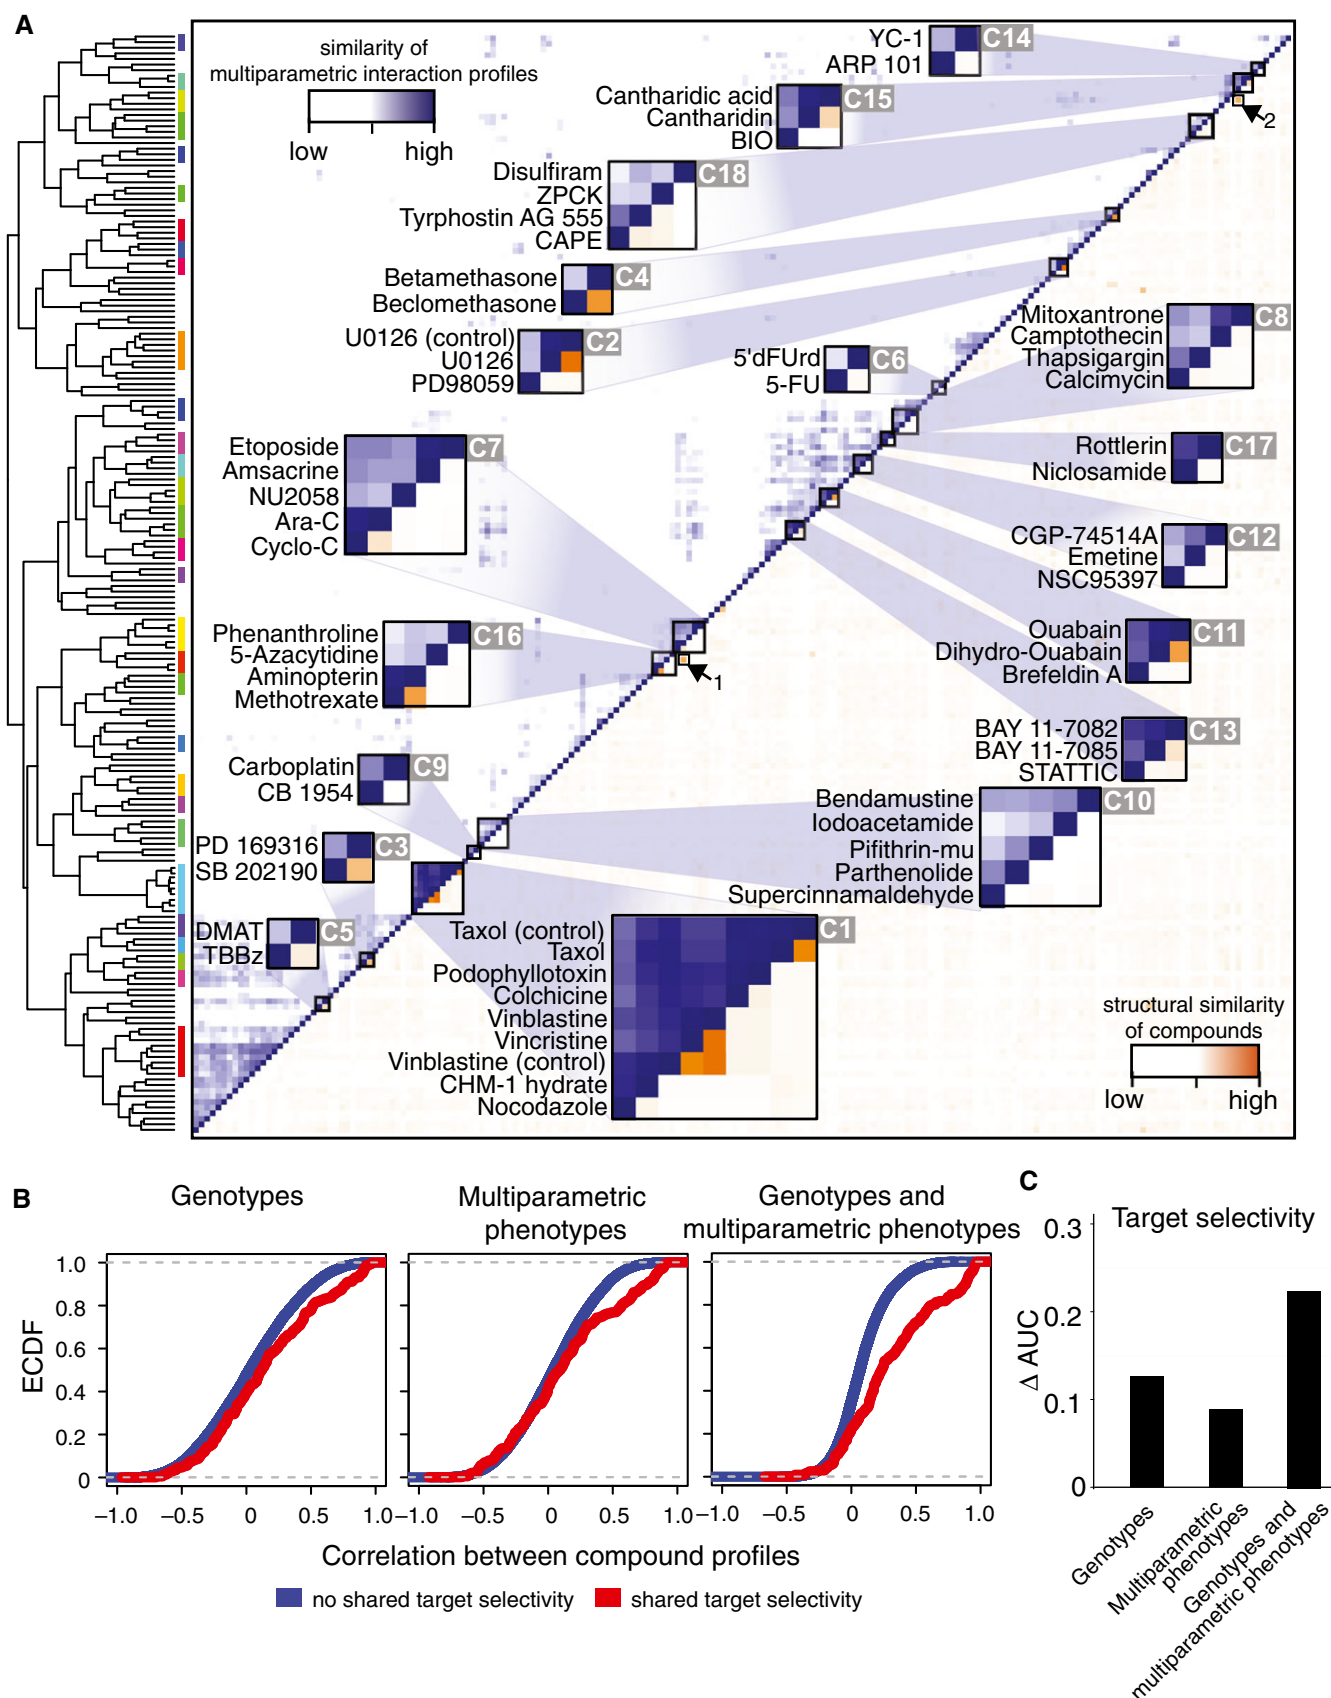 A
similarity of
multiparametric interaction profiles
low
high
YC-1
ARP 101
C14
Cantharidic acid
Cantharidin
BIO
C15
2
Disulfiram
ZPCK
Tyrphostin AG 555
CAPE
C18
Betamethasone
Beclomethasone
C4
U0126 (control)
U0126
PD98059
C2
5'dFUrd
5-FU
C6
Mitoxantrone
Camptothecin
Thapsigargin
Calcimycin
C8
Etoposide
Amsacrine
NU2058
Ara-C
Cyclo-C
C7
Rottlerin
Niclosamide
C17
CGP-74514A
Emetine
NSC95397
C12
Phenanthroline
5-Azacytidine
Aminopterin
Methotrexate
C16
1
Ouabain
Dihydro-Ouabain
Brefeldin A
C11
BAY 11-7082
BAY 11-7085
STATTIC
C13
Carboplatin
CB 1954
C9
Bendamustine
Iodoacetamide
Pifithrin-mu
Parthenolide
Supercinnamaldehyde
C10
PD 169316
SB 202190
C3
DMAT
TBBz
C5
Taxol (control)
Taxol
Podophyllotoxin
Colchicine
Vinblastine
Vincristine
Vinblastine (control)
CHM-1 hydrate
Nocodazole
C1
structural similarity
of compounds
low
high
B
Genotypes
Multiparametric
phenotypes
Genotypes and
multiparametric phenotypes
ECDF
1.0
0.8
0.6
0.4
0.2
0
−1.0 −0.5 0 0.5 1.0
−1.0 −0.5 0 0.5 1.0
−1.0 −0.5 0 0.5 1.0
Correlation between compound profiles
no shared target selectivity
shared target selectivity
C
Target selectivity
Δ AUC
0.3
0.2
0.1
0
Genotypes
Multiparametric
phenotypes
Genotypes and
multiparametric phenotypes